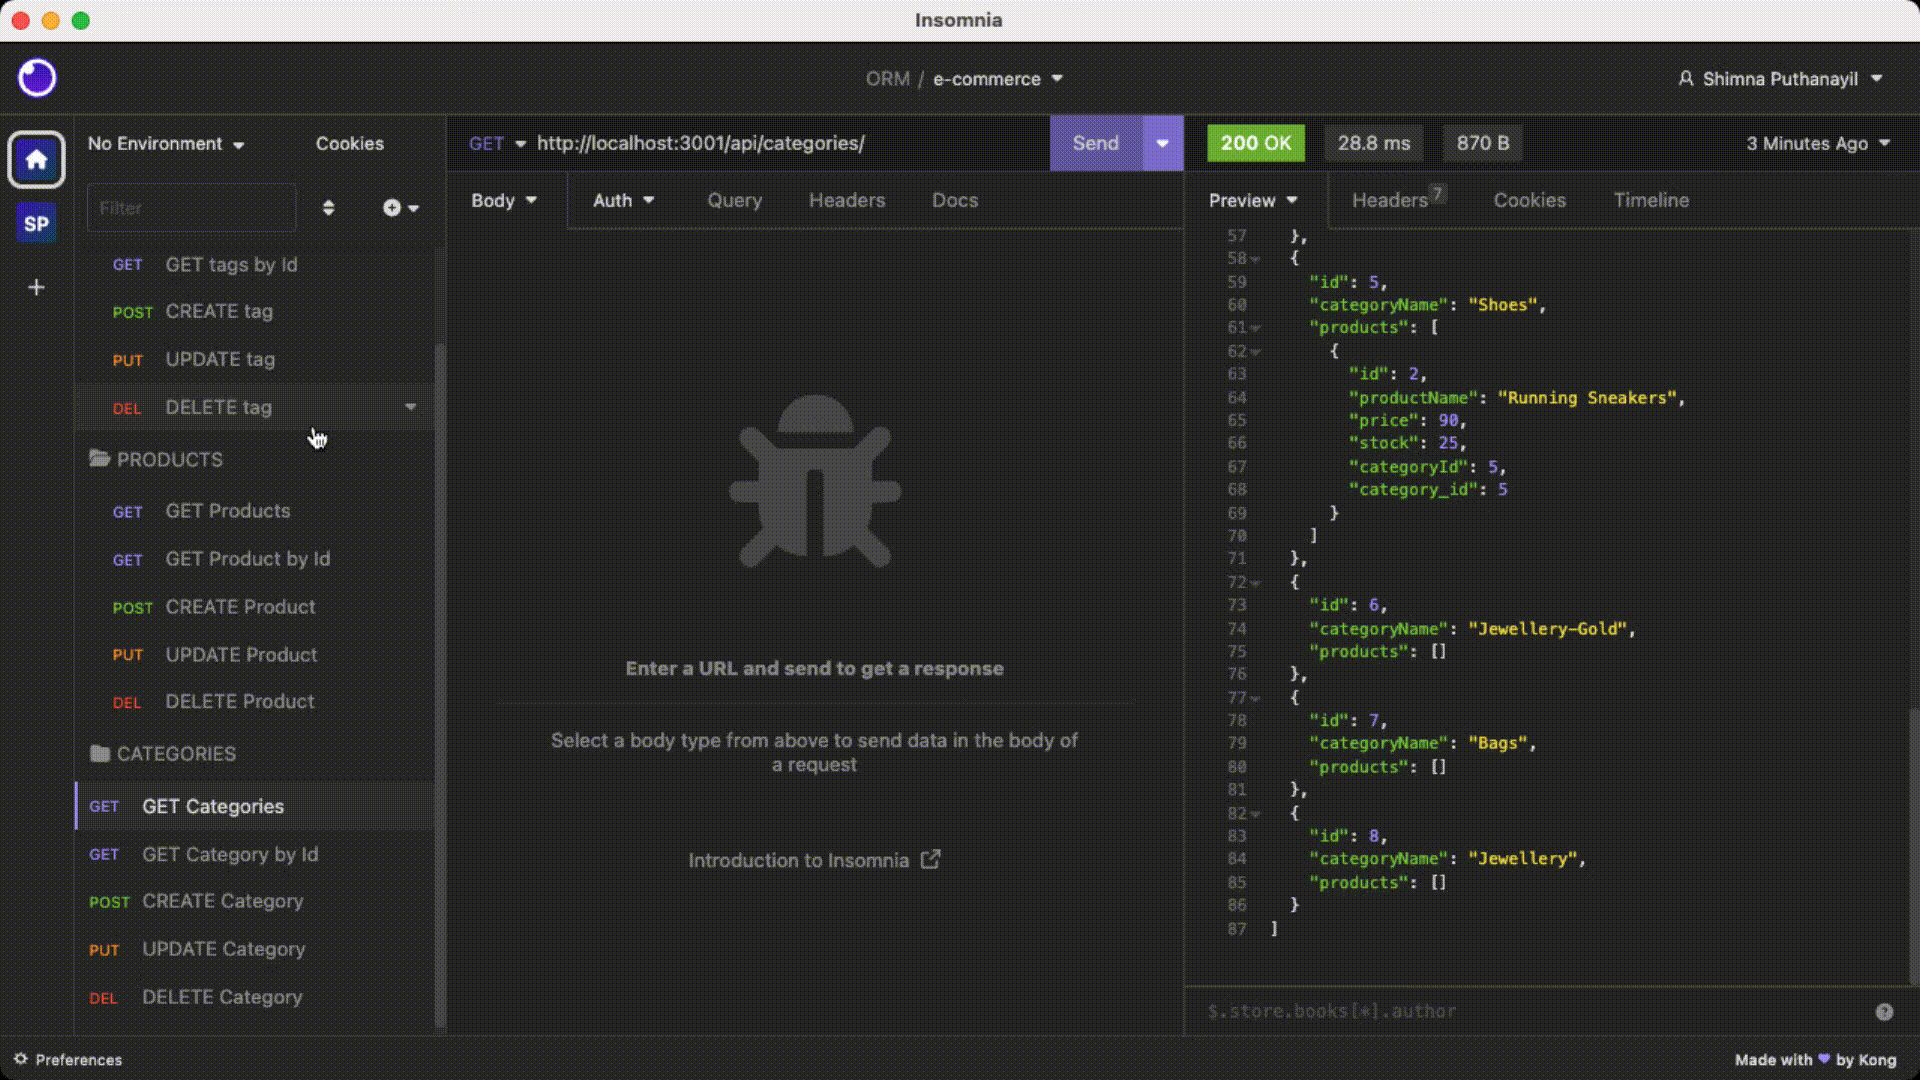 Insomnia
ORM / e-commerce
Shimna Puthanayil
SP
No Environment
Cookies
Filter
GET GET tags by Id
POST CREATE tag
PUT UPDATE tag
DEL DELETE tag
PRODUCTS
GET GET Products
GET GET Product by Id
POST CREATE Product
PUT UPDATE Product
DEL DELETE Product
CATEGORIES
GET GET Categories
GET GET Category by Id
POST CREATE Category
PUT UPDATE Category
DEL DELETE Category
GET http://localhost:3001/api/categories/
Send
Body Auth Query Headers Docs
Enter a URL and send to get a response
Select a body type from above to send data in the body of
a request
Introduction to Insomnia
200 OK 28.8 ms 870 B 3 Minutes Ago
Preview Headers 7 Cookies Timeline
57 },
58 {
59 "id": 5,
60 "categoryName": "Shoes",
61 "products": [
62 {
63 "id": 2,
64 "productName": "Running Sneakers",
65 "price": 90,
66 "stock": 25,
67 "categoryId": 5,
68 "category_id": 5
69 }
70 ]
71 },
72 {
73 "id": 6,
74 "categoryName": "Jewellery-Gold",
75 "products": []
76 },
77 {
78 "id": 7,
79 "categoryName": "Bags",
80 "products": []
81 },
82 {
83 "id": 8,
84 "categoryName": "Jewellery",
85 "products": []
86 }
87 ]
$.store.books[*].author
?
Preferences
Made with ♥ by Kong